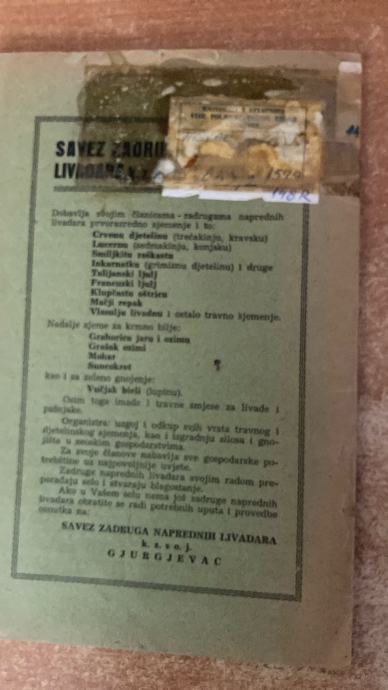 SAVEZ ZADRU
LIVADARA
Dobavlja svojim članicama - zadrugama naprednih
livadara prvorazredno sjemenje i to:
Crvenu djetelinu (trećakinju, kravsku)
Lucernu (sedmakinju, konjsku)
Smiljkitu roškastu
Inkarnatku (grimiznu djetelinu) i druge
Talijanski ljulj
Francuski ljulj
Klupčastu oštricu
Mačji repak
Vlasulju livadnu i ostalo travno sjemenje.
Nadalje sjeme za krmno bilje:
Grahoricu jaru i ozimu
Grašak ozimi
Mohar
Suncokret
kao i za zeleno gnojenje:
Vučjak bieli (lupinu).
Osim toga imade i travne smjese za livade i
pašnjake.
Organizira: uzgoj i odkup svih vrsta travnog i
djetelinskog sjemenja, kao i izgradnju silosa i gno-
jišta u seoskim gospodarstvima.
Za svoje članove nabavlja sve gospodarske po-
trebštine uz najpovoljnije uvjete.
Zadruge naprednih livadara svojim radom pre-
porađaju selo i stvaraju blagostanje.
Ako u Vašem selu nema još zadruge naprednih
livadara obratite se radi potrebnih uputa i provedbe
osnutka na:
SAVEZ ZADRUGA NAPREDNIH LIVADARA
k. z. s o. j.
GJURGJEVAC